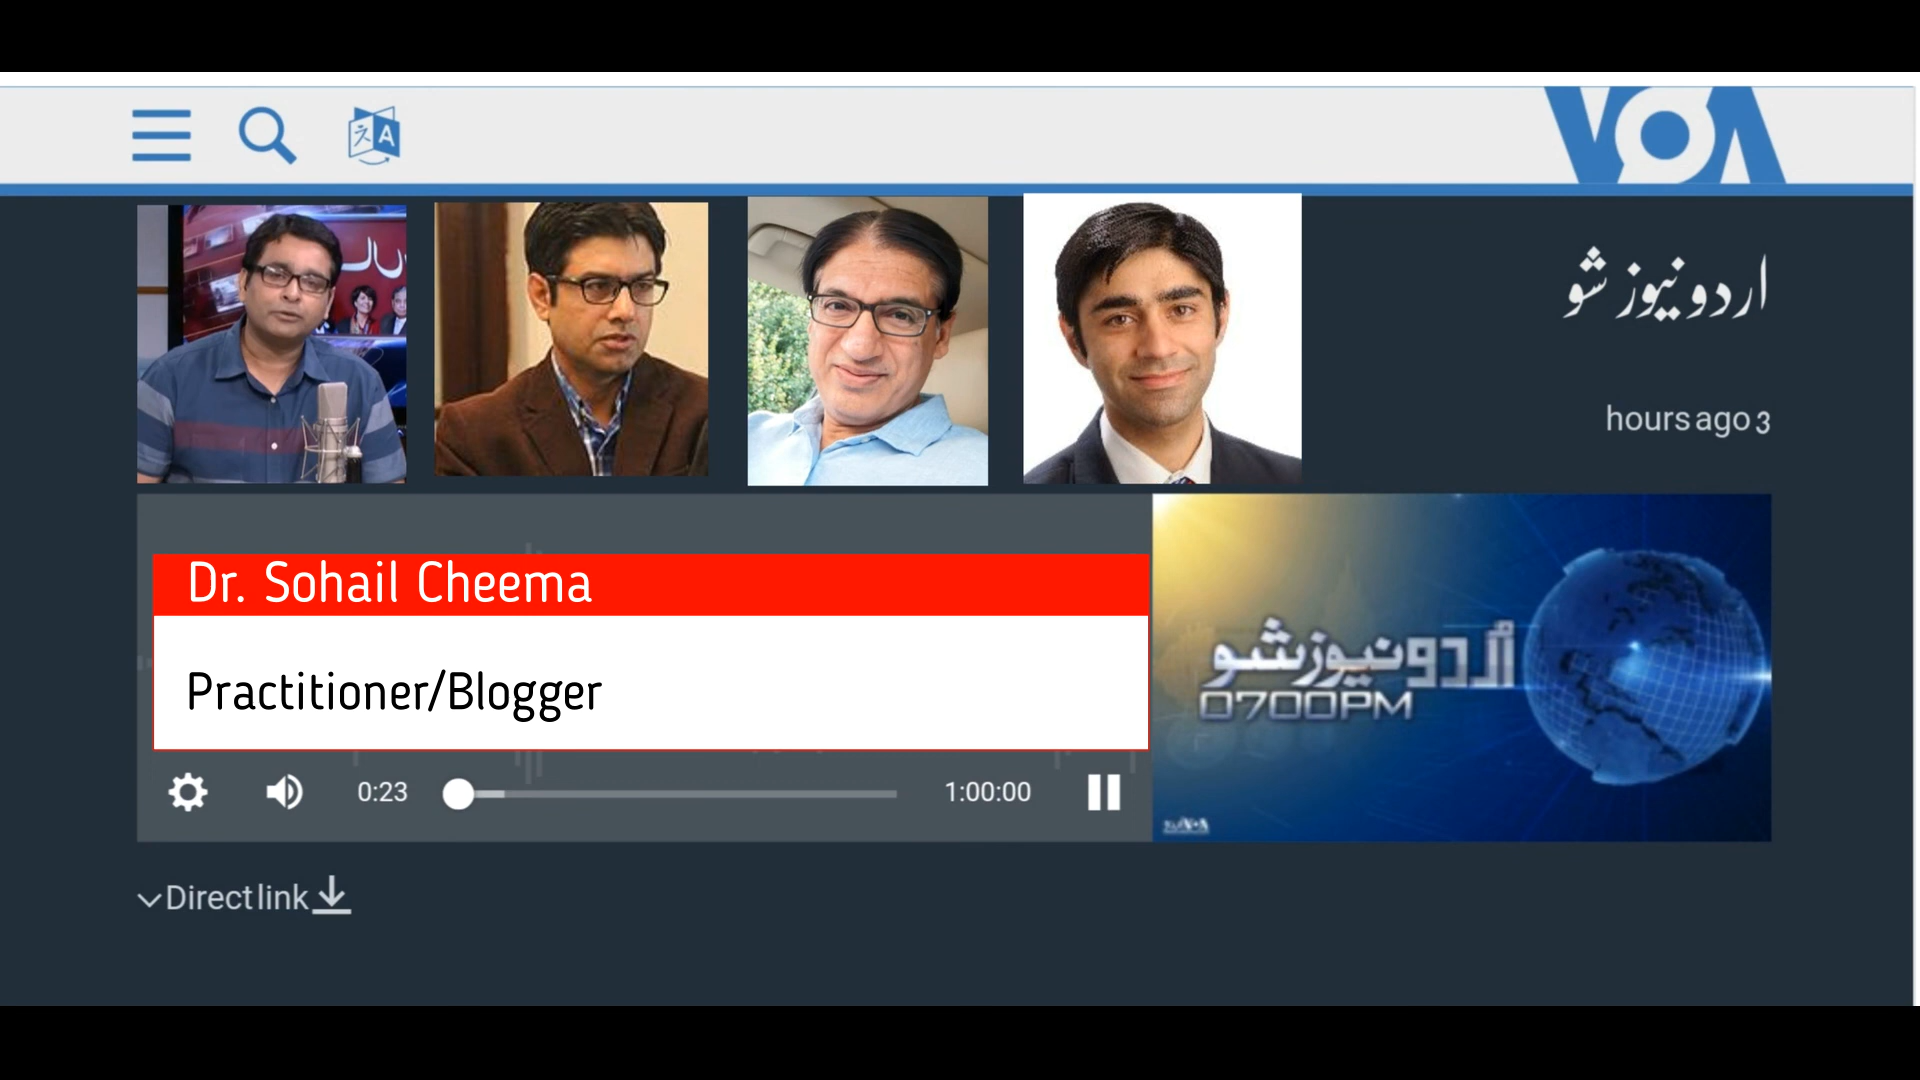 VOA
اردو نیوز شو
hours ago 3
Dr. Sohail Cheema
Practitioner/Blogger
اُردو نیوز شو
0700PM
0:23
1:00:00
Direct link